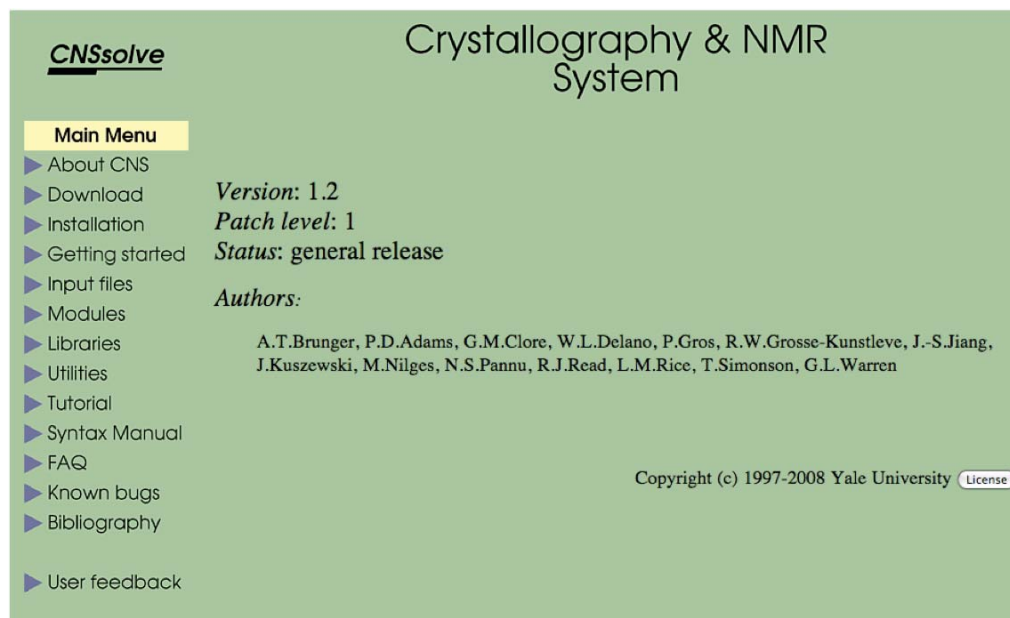 CNSsolve
Crystallography & NMR
System
Main Menu
About CNS
Download
Installation
Getting started
Input files
Modules
Libraries
Utilities
Tutorial
Syntax Manual
FAQ
Known bugs
Bibliography
User feedback
Version: 1.2
Patch level: 1
Status: general release
Authors:
A.T.Brunger, P.D.Adams, G.M.Clore, W.L.Delano, P.Gros, R.W.Grosse-Kunstleve, J.-S.Jiang,
J.Kuszewski, M.Nilges, N.S.Pannu, R.J.Read, L.M.Rice, T.Simonson, G.L.Warren
Copyright (c) 1997-2008 Yale University License